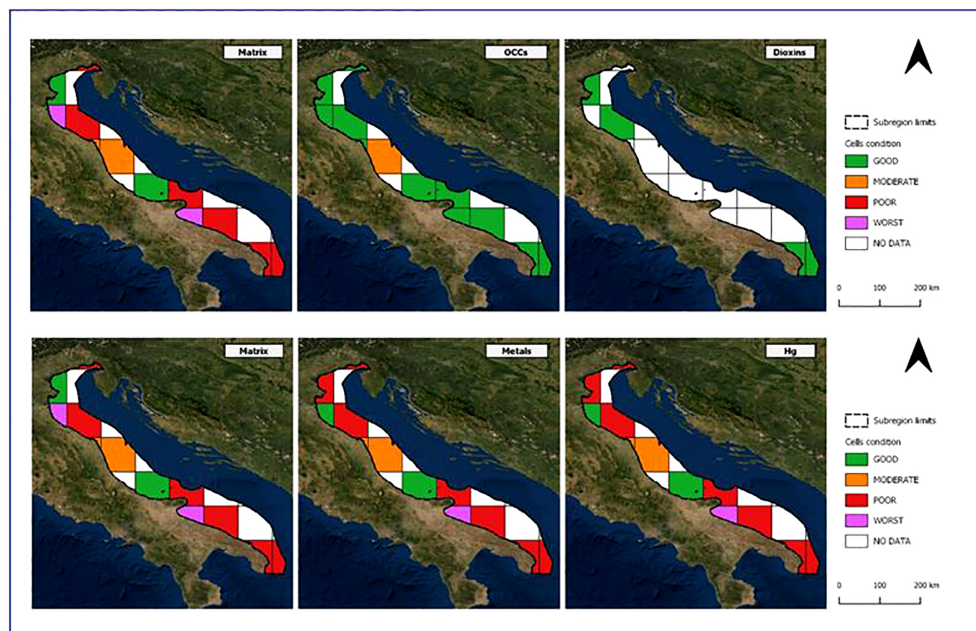 Matrix
OCCs
Dioxins
Subregion limits
Cells condition
GOOD
MODERATE
POOR
WORST
NO DATA
0 100 200 km
Matrix
Metals
Hg
Subregion limits
Cells condition
GOOD
MODERATE
POOR
WORST
NO DATA
0 100 200 km